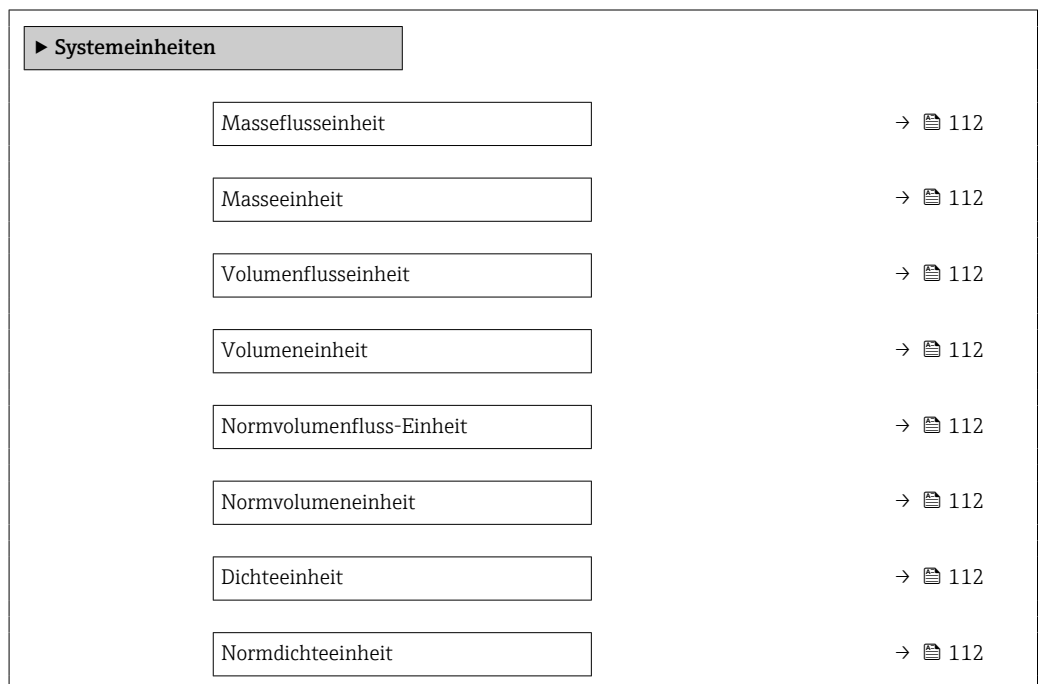 ▶ Systemeinheiten
Masseflusseinheit → 112
Masseeinheit → 112
Volumenflusseinheit → 112
Volumeneinheit → 112
Normvolumenfluss-Einheit → 112
Normvolumeneinheit → 112
Dichteeinheit → 112
Normdichteeinheit → 112